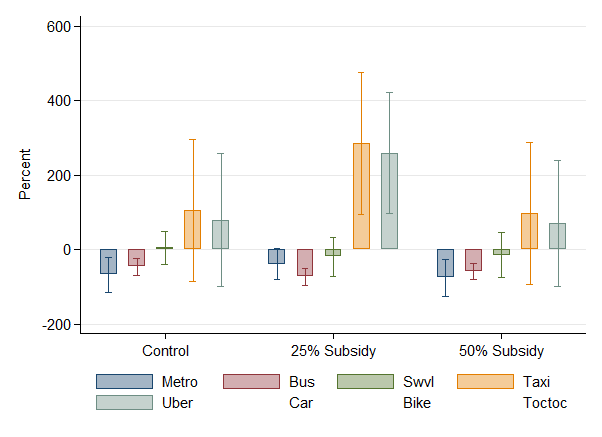 600
400
200
0
-200
Percent
Control 25% Subsidy 50% Subsidy
Metro Bus Swvl Taxi
Uber Car Bike Toctoc